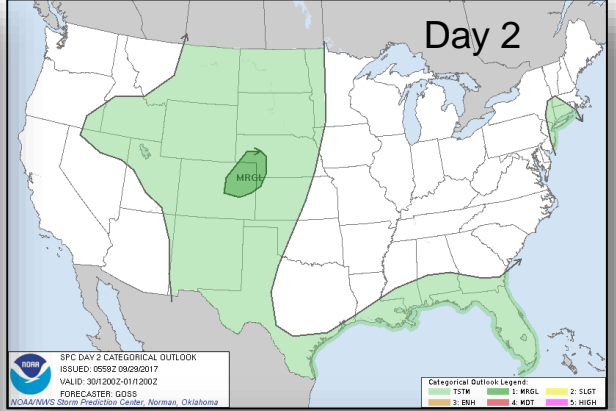 Day 2
MRGL
NOAA
SPC DAY 2 CATEGORICAL OUTLOOK
ISSUED: 0559Z 09/29/2017
VALID: 30/1200Z-01/1200Z
FORECASTER: GOSS
NOAA/NWS Storm Prediction Center, Norman, Oklahoma
Categorical Outlook Legend:
TSTM 1: MRGL 2: SLGT
3: ENH 4: MDT 5: HIGH